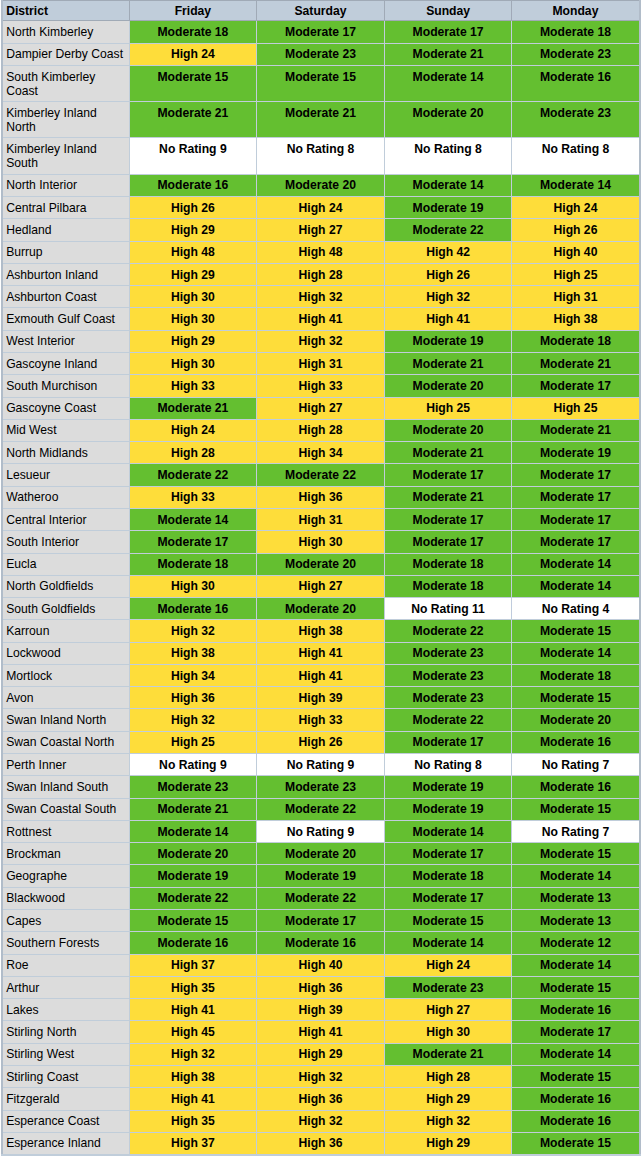 District Friday Saturday Sunday Monday
North Kimberley Moderate 18 Moderate 17 Moderate 17 Moderate 18
Dampier Derby Coast High 24 Moderate 23 Moderate 21 Moderate 23
South Kimberley Moderate 15 Moderate 15 Moderate 14 Moderate 16
Coast
Kimberley Inland Moderate 21 Moderate 21 Moderate 20 Moderate 23
North
Kimberley Inland No Rating 9 No Rating 8 No Rating 8 No Rating 8
South
North Interior Moderate 16 Moderate 20 Moderate 14 Moderate 14
Central Pilbara High 26 High 24 Moderate 19 High 24
Hedland High 29 High 27 Moderate 22 High 26
Burrup High 48 High 48 High 42 High 40
Ashburton Inland High 29 High 28 High 26 High 25
Ashburton Coast High 30 High 32 High 32 High 31
Exmouth Gulf Coast High 30 High 41 High 41 High 38
West Interior High 29 High 32 Moderate 19 Moderate 18
Gascoyne Inland High 30 High 31 Moderate 21 Moderate 21
South Murchison High 33 High 33 Moderate 20 Moderate 17
Gascoyne Coast Moderate 21 High 27 High 25 High 25
Mid West High 24 High 28 Moderate 20 Moderate 21
North Midlands High 28 High 34 Moderate 21 Moderate 19
Lesueur Moderate 22 Moderate 22 Moderate 17 Moderate 17
Watheroo High 33 High 36 Moderate 21 Moderate 17
Central Interior Moderate 14 High 31 Moderate 17 Moderate 17
South Interior Moderate 17 High 30 Moderate 17 Moderate 17
Eucla Moderate 18 Moderate 20 Moderate 18 Moderate 14
North Goldfields High 30 High 27 Moderate 18 Moderate 14
South Goldfields Moderate 16 Moderate 20 No Rating 11 No Rating 4
Karroun High 32 High 38 Moderate 22 Moderate 15
Lockwood High 38 High 41 Moderate 23 Moderate 14
Mortlock High 34 High 41 Moderate 23 Moderate 18
Avon High 36 High 39 Moderate 23 Moderate 15
Swan Inland North High 32 High 33 Moderate 22 Moderate 20
Swan Coastal North High 25 High 26 Moderate 17 Moderate 16
Perth Inner No Rating 9 No Rating 9 No Rating 8 No Rating 7
Swan Inland South Moderate 23 Moderate 23 Moderate 19 Moderate 16
Swan Coastal South Moderate 21 Moderate 22 Moderate 19 Moderate 15
Rottnest Moderate 14 No Rating 9 Moderate 14 No Rating 7
Brockman Moderate 20 Moderate 20 Moderate 17 Moderate 15
Geographe Moderate 19 Moderate 19 Moderate 18 Moderate 14
Blackwood Moderate 22 Moderate 22 Moderate 17 Moderate 13
Capes Moderate 15 Moderate 17 Moderate 15 Moderate 13
Southern Forests Moderate 16 Moderate 16 Moderate 14 Moderate 12
Roe High 37 High 40 High 24 Moderate 14
Arthur High 35 High 36 Moderate 23 Moderate 15
Lakes High 41 High 39 High 27 Moderate 16
Stirling North High 45 High 41 High 30 Moderate 17
Stirling West High 32 High 29 Moderate 21 Moderate 14
Stirling Coast High 38 High 32 High 28 Moderate 15
Fitzgerald High 41 High 36 High 29 Moderate 16
Esperance Coast High 35 High 32 High 32 Moderate 16
Esperance Inland High 37 High 36 High 29 Moderate 15